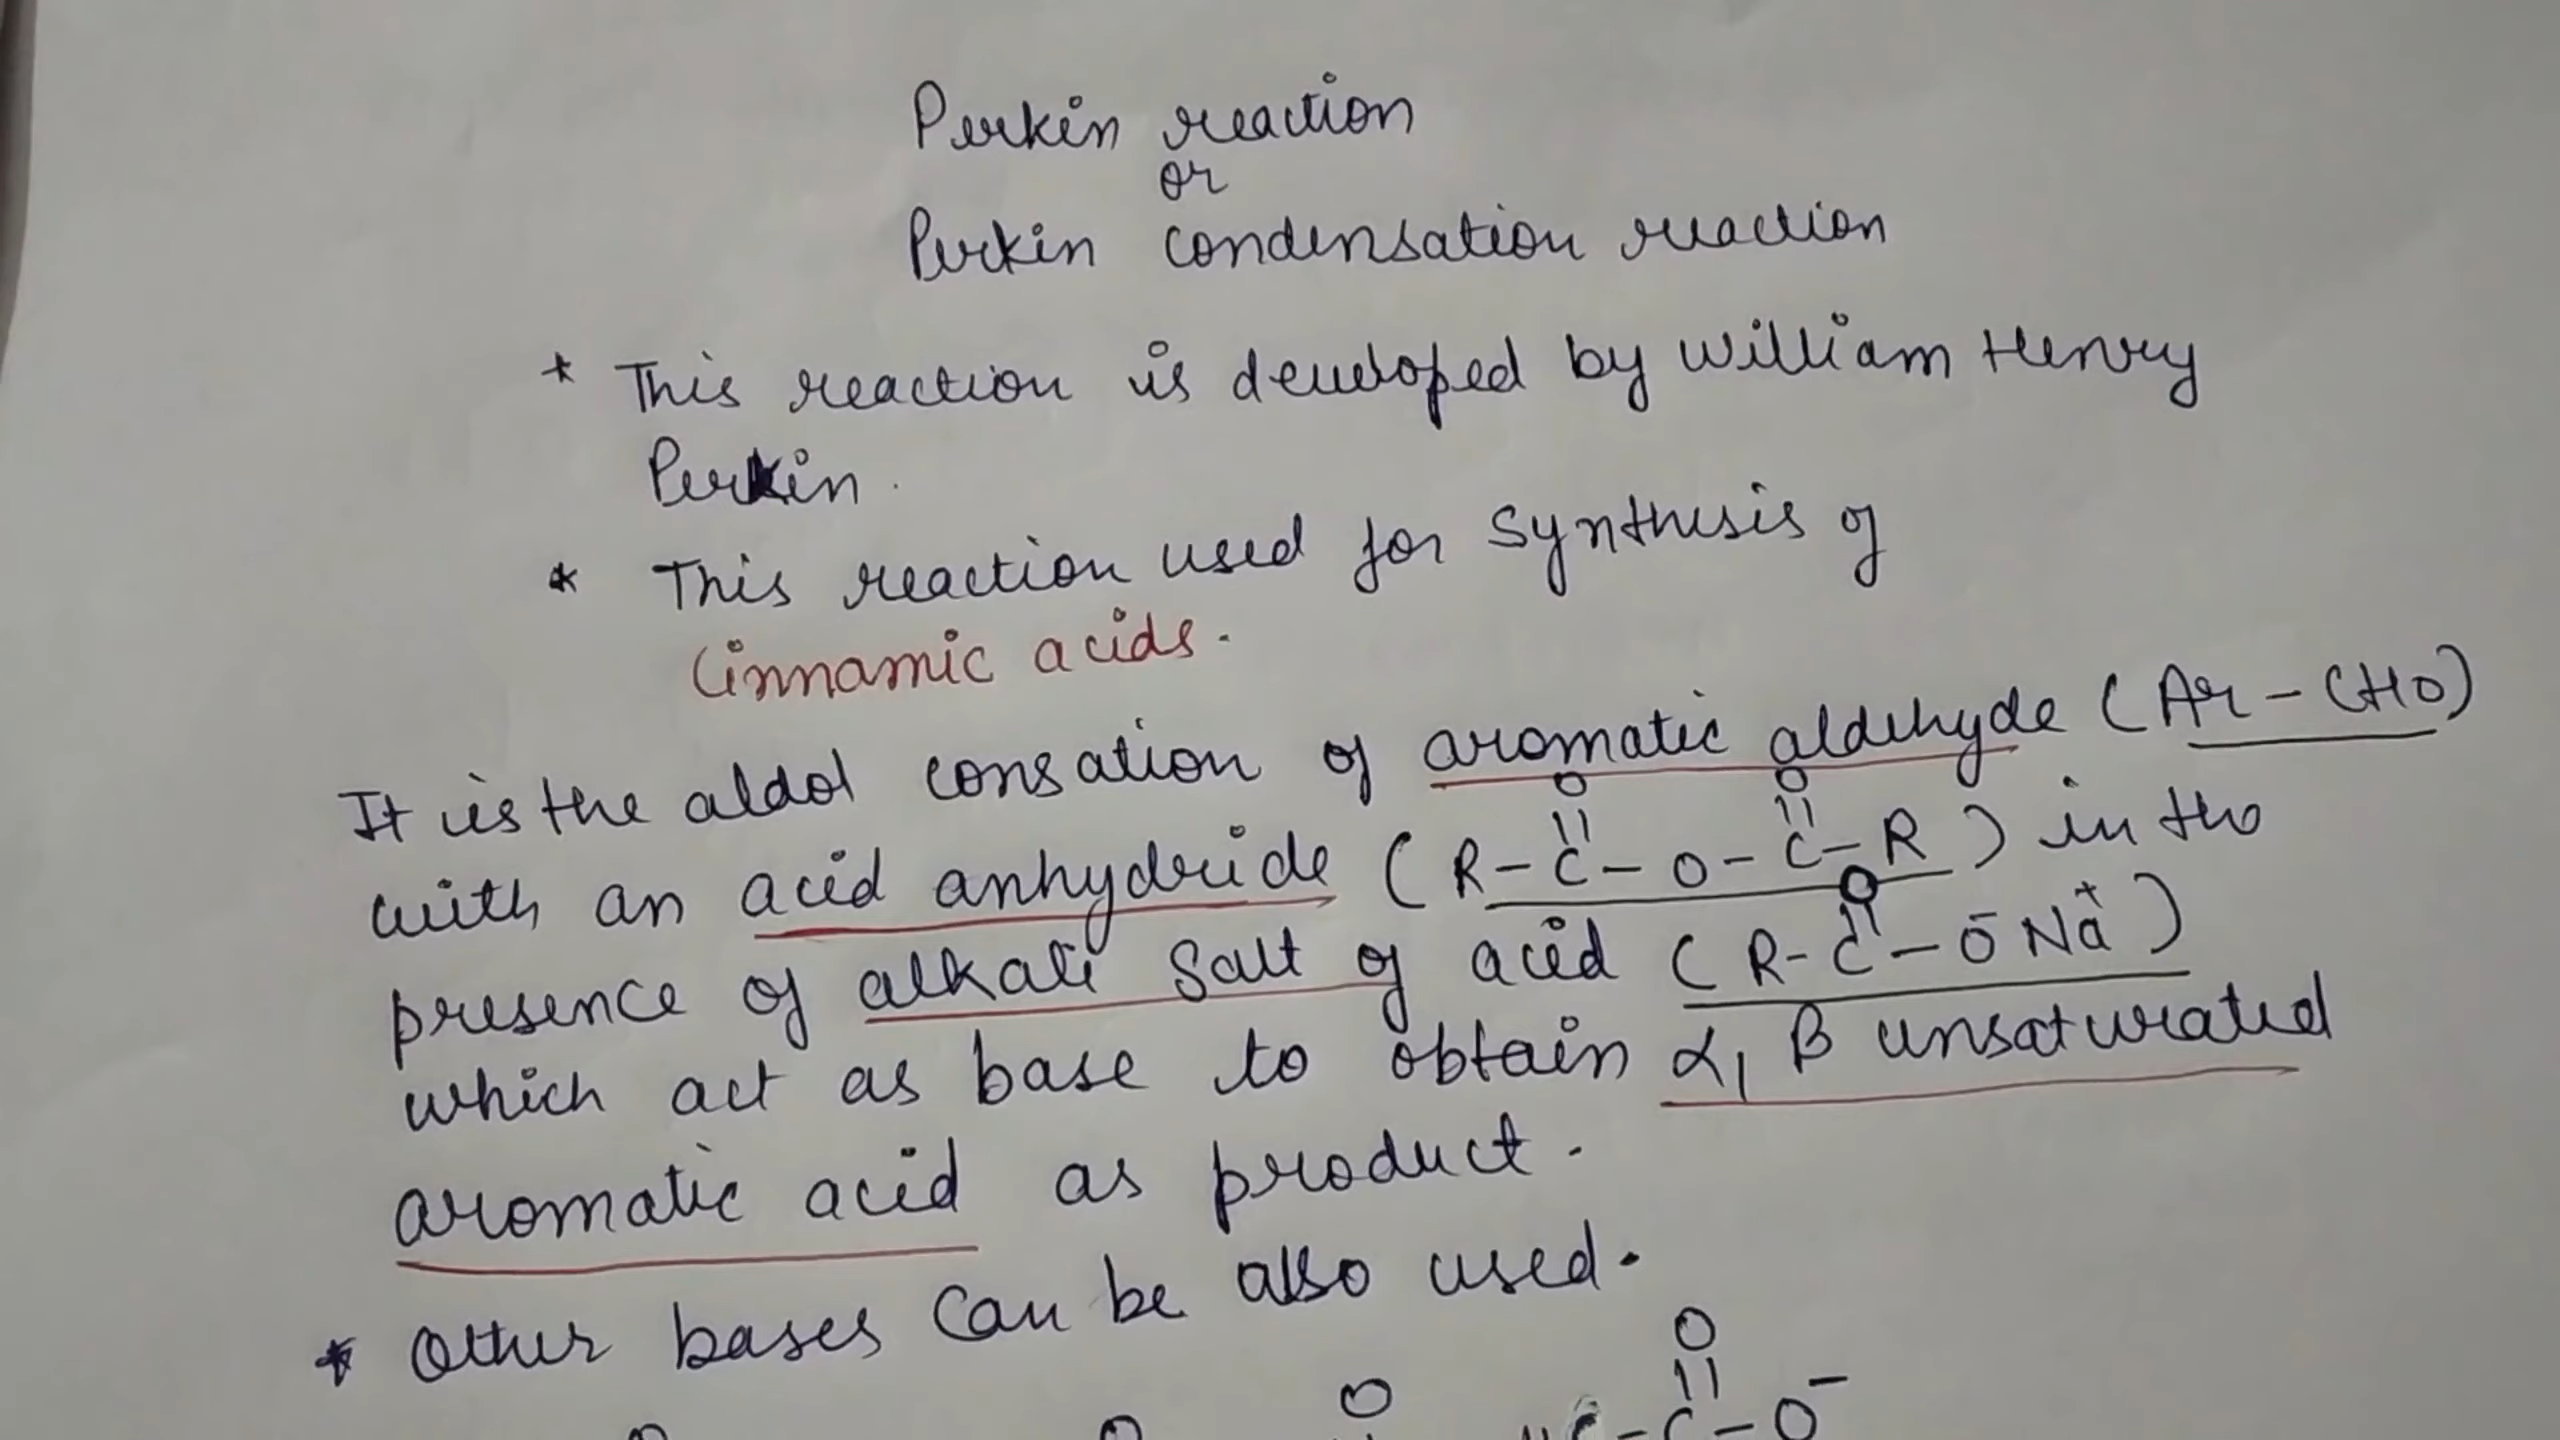 Perkin reaction
or
Perkin condensation reaction
* This reaction is developed by William Henry
Perkin.
* This reaction used for synthesis of
Cinnamic acids.
It is the aldol consation of aromatic aldehyde (Ar-CHO)
O O
|| ||
with an acid anhydride (R-C-O-C-R) in the
O
||
presence of alkali salt of acid (R-C-O⁻Na⁺)
which act as base to obtain α, β unsaturated
aromatic acid as product.
* Other bases can be also used.
O
||
O O O C-C-O⁻